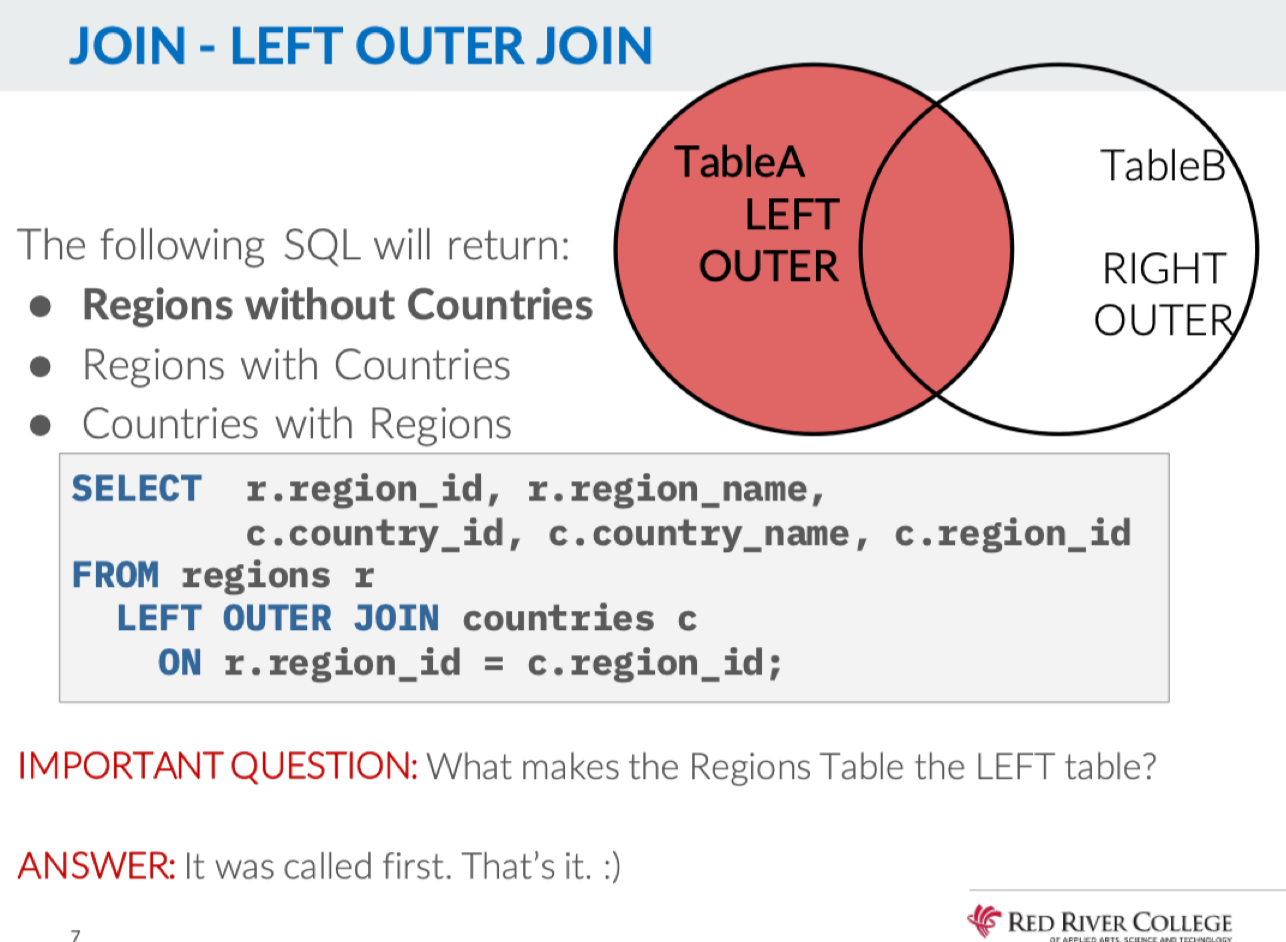 JOIN - LEFT OUTER JOIN
TableA
LEFT
OUTER
TableB
RIGHT
OUTER
The following SQL will return:
● Regions without Countries
● Regions with Countries
● Countries with Regions
SELECT r.region_id, r.region_name,
c.country_id, c.country_name, c.region_id
FROM regions r
LEFT OUTER JOIN countries c
ON r.region_id = c.region_id;
IMPORTANT QUESTION: What makes the Regions Table the LEFT table?
ANSWER: It was called first. That's it. :)
7
RED RIVER COLLEGE
OF APPLIED ARTS, SCIENCE AND TECHNOLOGY